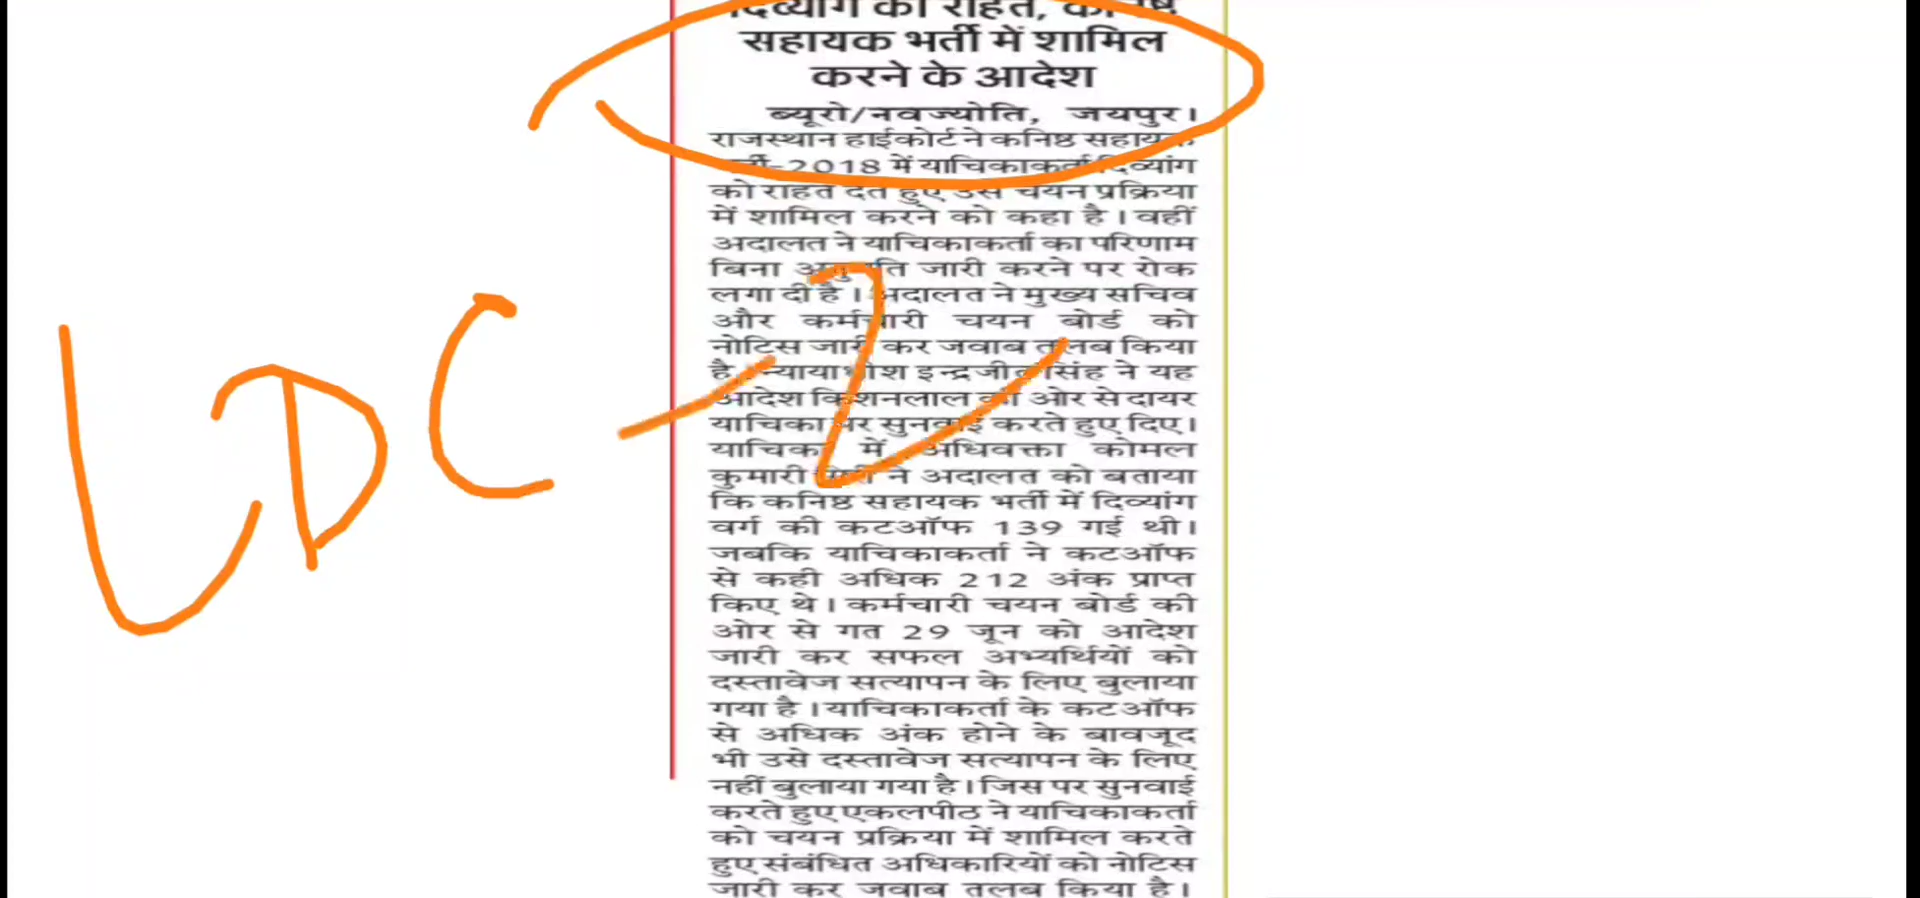 दिव्यांग को राहत,
सहायक भर्ती में शामिल
करने के आदेश
ब्यूरो/नवज्योति, जयपुर।
राजस्थान हाईकोर्ट ने कनिष्ठ सहायक
2018 में याचिकाकर्ता दिव्यांग
को राहत देते हुए उसे चयन प्रक्रिया
में शामिल करने को कहा है। वहीं
अदालत ने याचिकाकर्ता का परिणाम
बिना अनुमति जारी करने पर रोक
लगा दी है। अदालत ने मुख्य सचिव
और कर्मचारी चयन बोर्ड को
नोटिस जारी कर जवाब तलब किया
है। न्यायाधीश इन्द्रजीत सिंह ने यह
आदेश किशनलाल की ओर से दायर
याचिका पर सुनवाई करते हुए दिए।
याचिका में अधिवक्ता कोमल
कुमारी ने अदालत को बताया
कि कनिष्ठ सहायक भर्ती में दिव्यांग
वर्ग की कटऑफ 139 गई थी।
जबकि याचिकाकर्ता ने कटऑफ
से कही अधिक 212 अंक प्राप्त
किए थे। कर्मचारी चयन बोर्ड की
ओर से गत 29 जून को आदेश
जारी कर सफल अभ्यर्थियों को
दस्तावेज सत्यापन के लिए बुलाया
गया है। याचिकाकर्ता के कटऑफ
से अधिक अंक होने के बावजूद
भी उसे दस्तावेज सत्यापन के लिए
नहीं बुलाया गया है। जिस पर सुनवाई
करते हुए एकलपीठ ने याचिकाकर्ता
को चयन प्रक्रिया में शामिल करते
हुए संबंधित अधिकारियों को नोटिस
जारी कर जवाब तलब किया है।
LDC-2